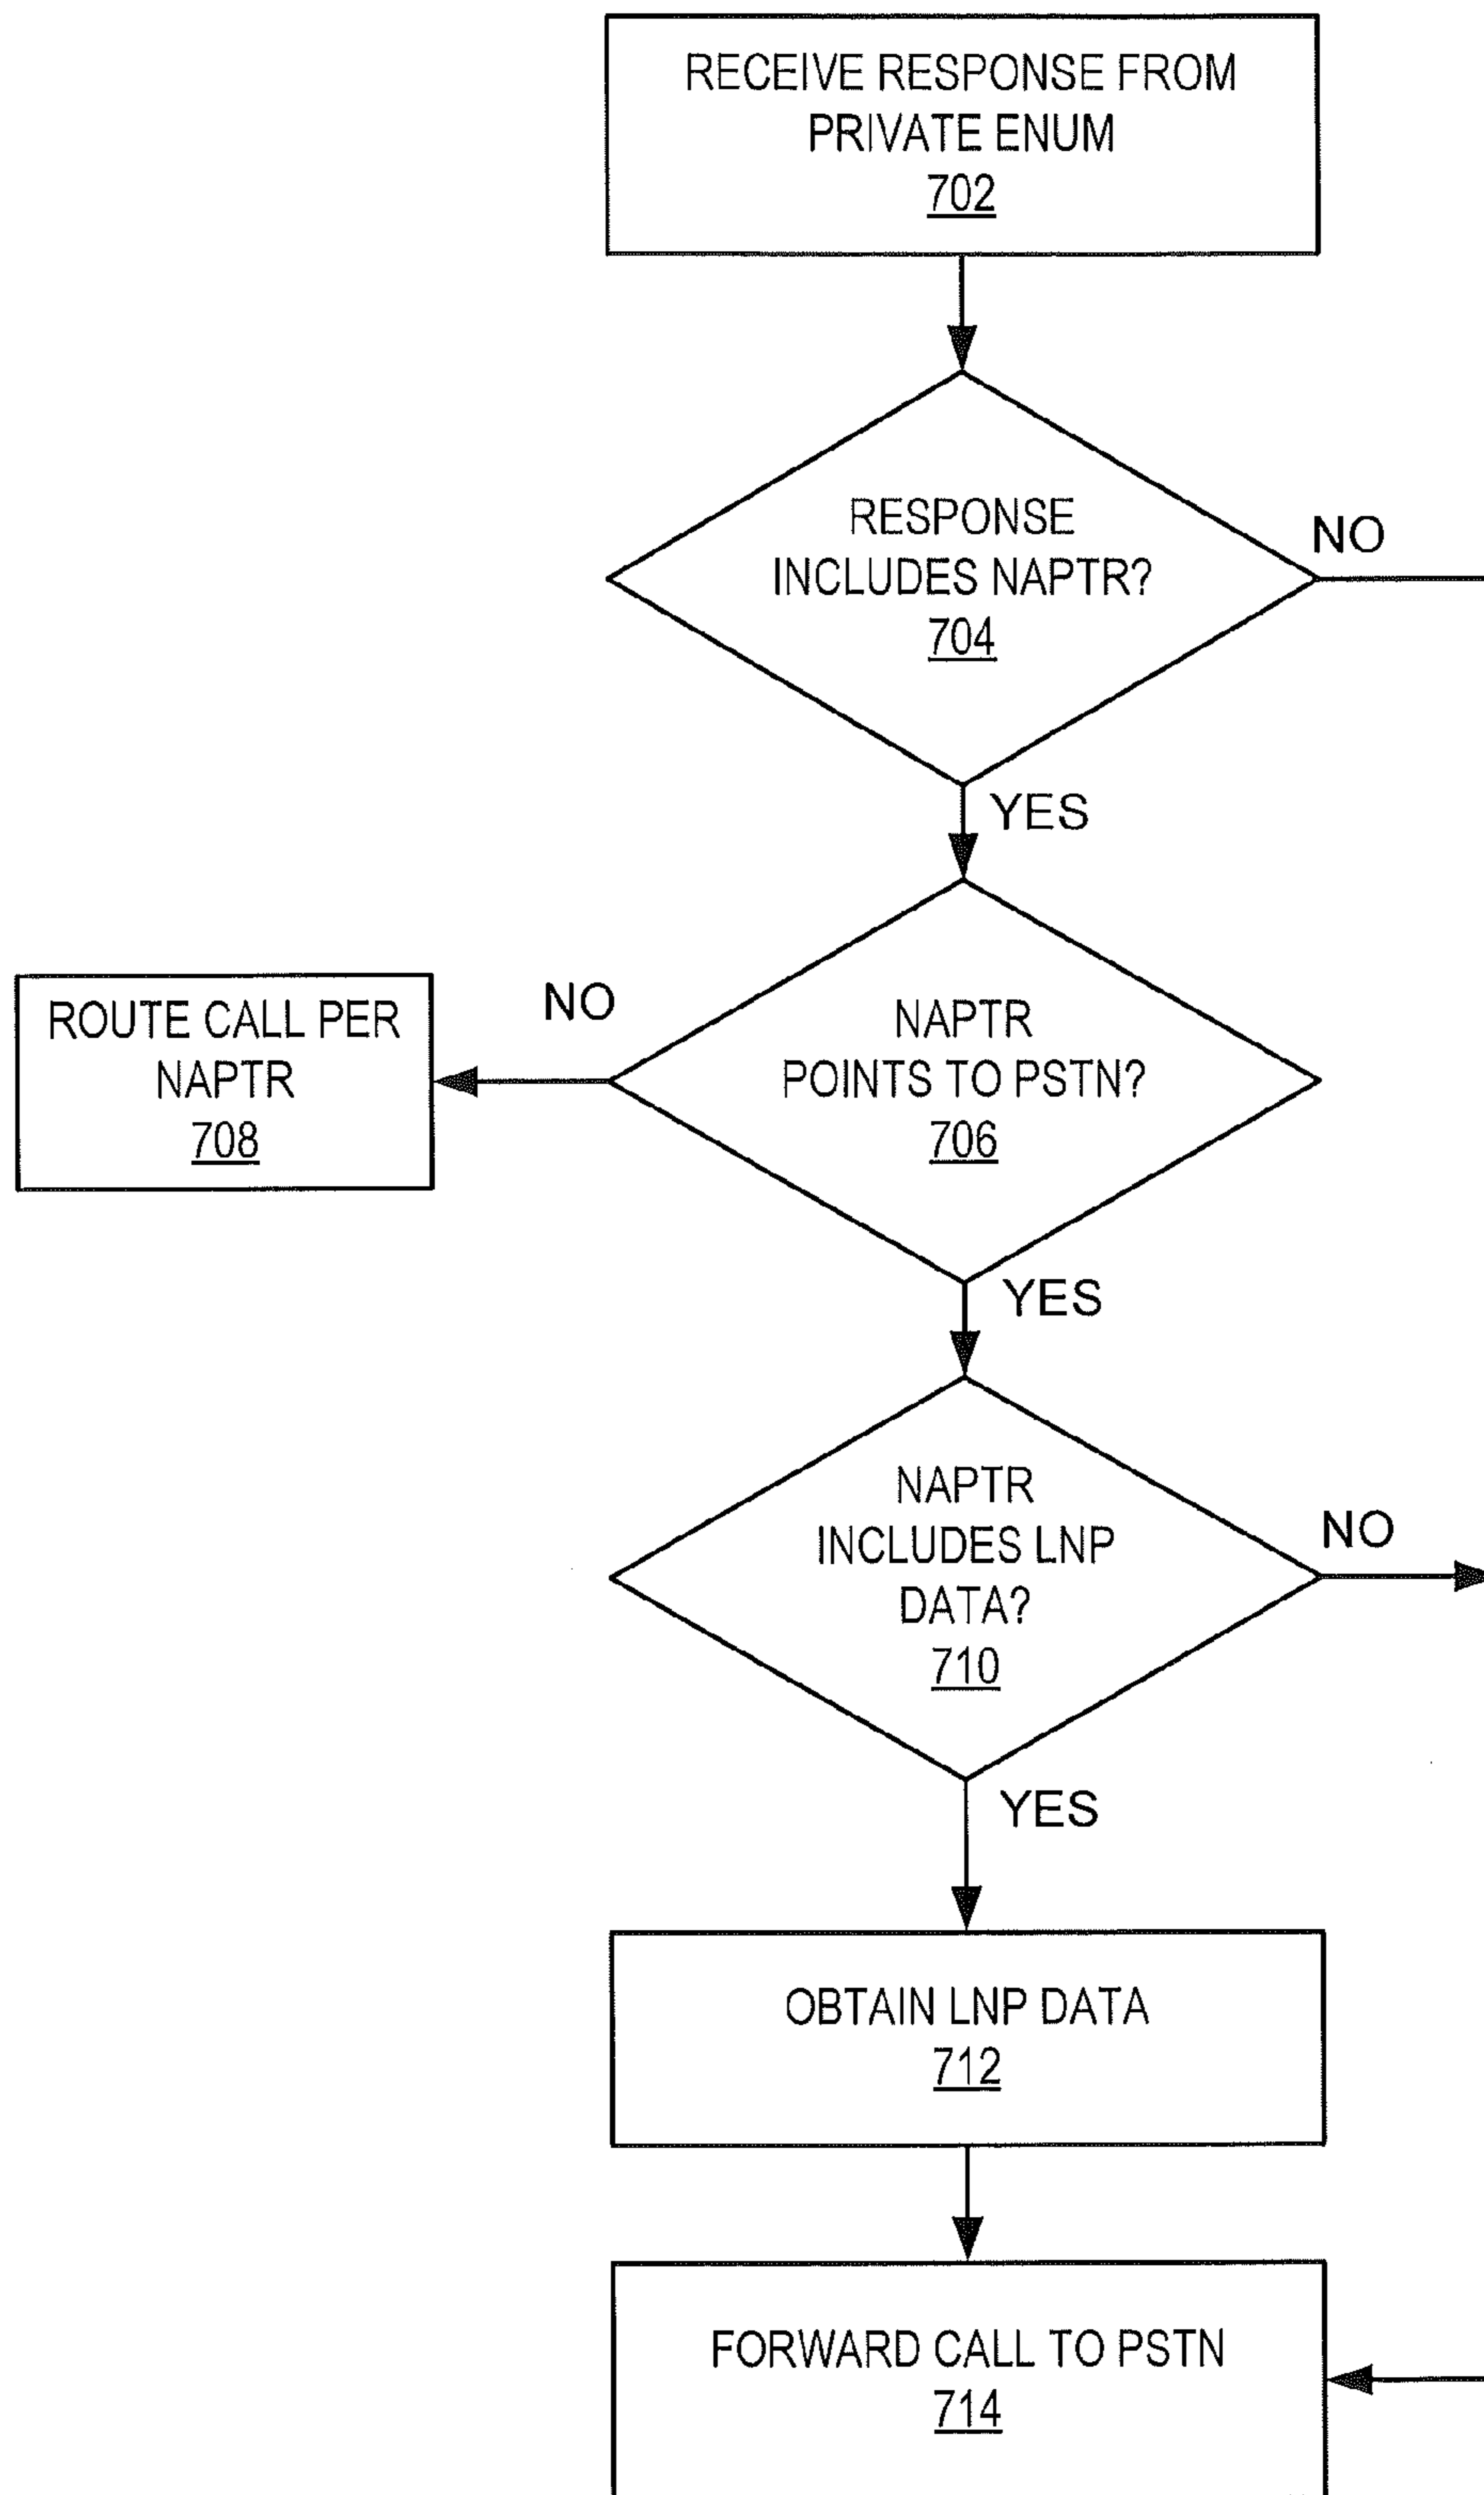 RECEIVE RESPONSE FROM
PRIVATE ENUM
702
RESPONSE
INCLUDES NAPTR?
704
NO
YES
NAPTR
POINTS TO PSTN?
706
NO
ROUTE CALL PER
NAPTR
708
YES
NAPTR
INCLUDES LNP
DATA?
710
NO
YES
OBTAIN LNP DATA
712
FORWARD CALL TO PSTN
714